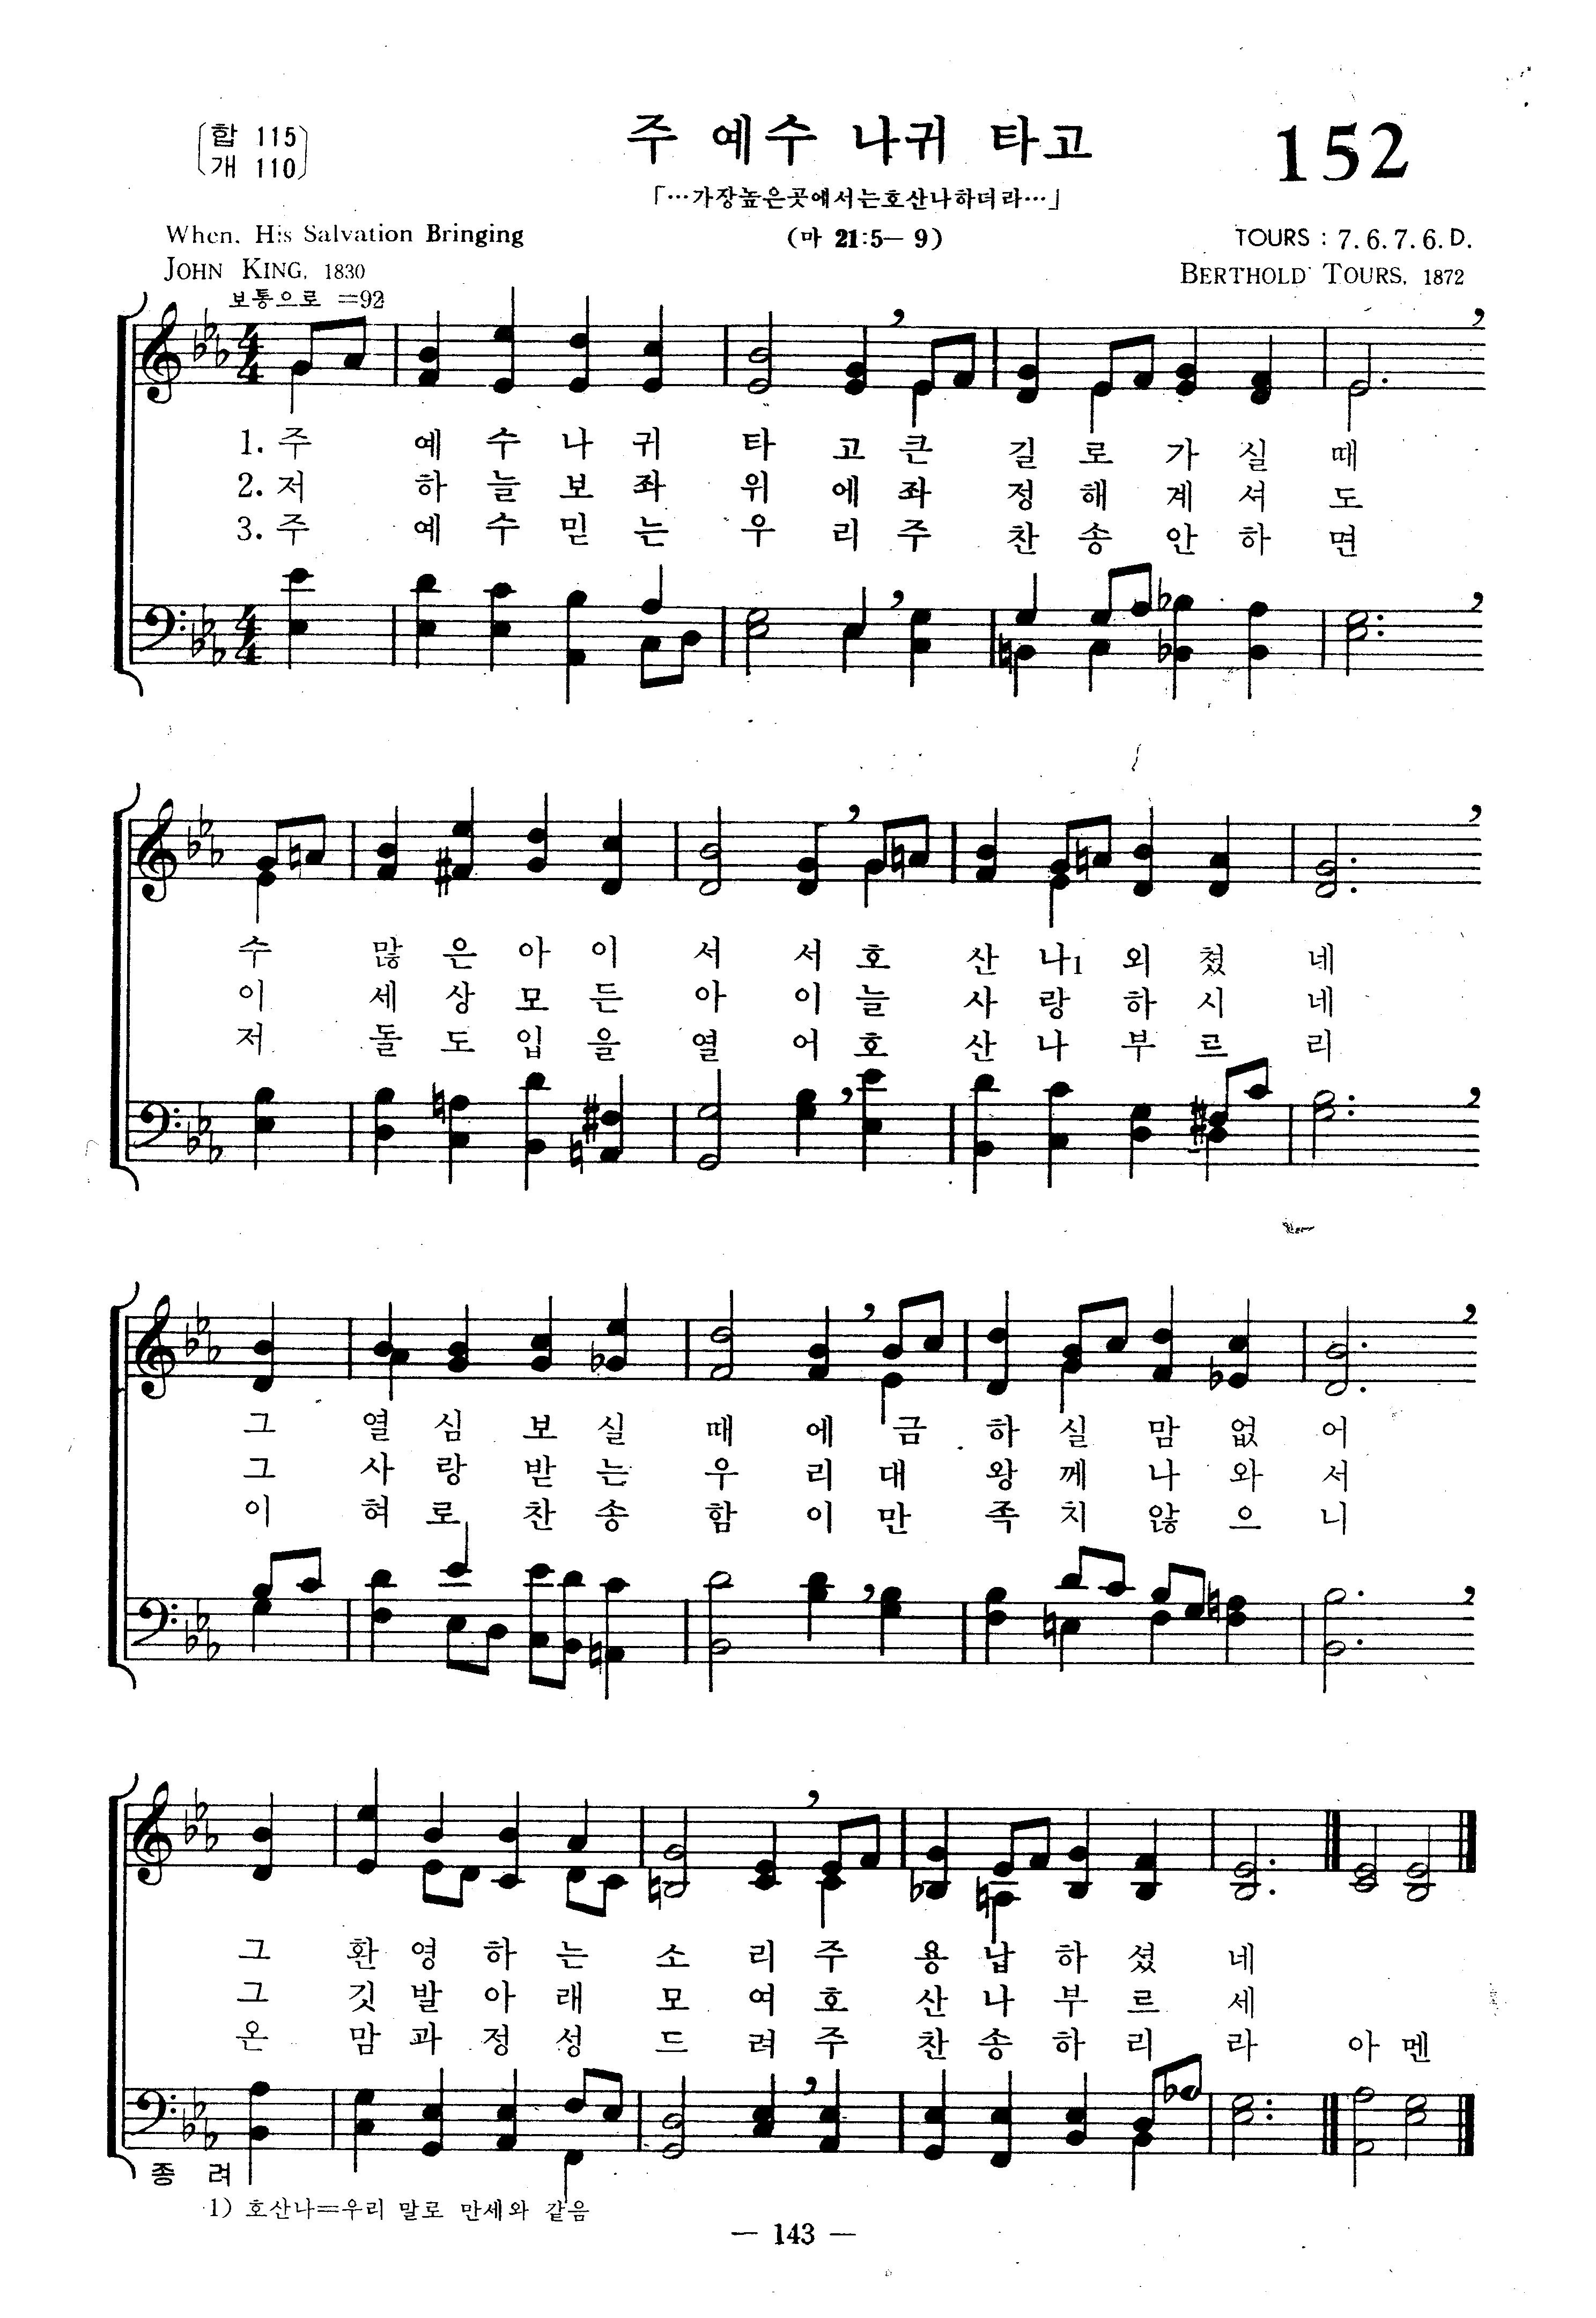 〔합 115〕
〔개 110〕
주 예수 나귀 타고
152
「…가장높은곳에서는호산나하더라…」
When, His Salvation Bringing
(마 21:5— 9)
TOURS : 7. 6. 7. 6. D.
JOHN KING, 1830
BERTHOLD TOURS, 1872
보통으로 =92
1. 주 예 수 나 귀 타 고 큰 길 로 가 실 때
2. 저 하 늘 보 좌 위 에 좌 정 해 계 셔 도
3. 주 예 수 믿 는 우 리 주 찬 송 안 하 면
수 많 은 아 이 서 서 호 산 나1 외 쳤 네
이 세 상 모 든 아 이 늘 사 랑 하 시 네
저 돌 도 입 을 열 어 호 산 나 부 르 리
그 열 심 보 실 때 에 금 하 실 맘 없 어
그 사 랑 받 는 우 리 대 왕 께 나 와 서
이 혀 로 찬 송 함 이 만 족 치 않 으 니
그 환 영 하 는 소 리 주 용 납 하 셨 네
그 깃 발 아 래 모 여 호 산 나 부 르 세
온 맘 과 정 성 드 려 주 찬 송 하 리 라 아 멘
종 려
1) 호산나=우리 말로 만세와 같음
— 143 —